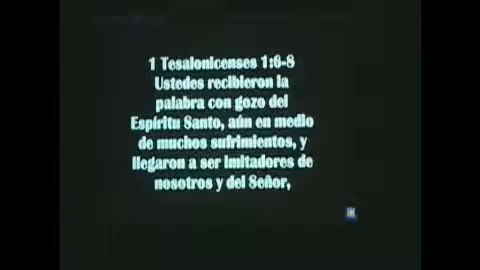 1 Tesalonicenses 1:6-8
Ustedes recibieron la
palabra con gozo del
Espíritu Santo, aún en medio
de muchos sufrimientos, y
llegaron a ser imitadores de
nosotros y del Señor,